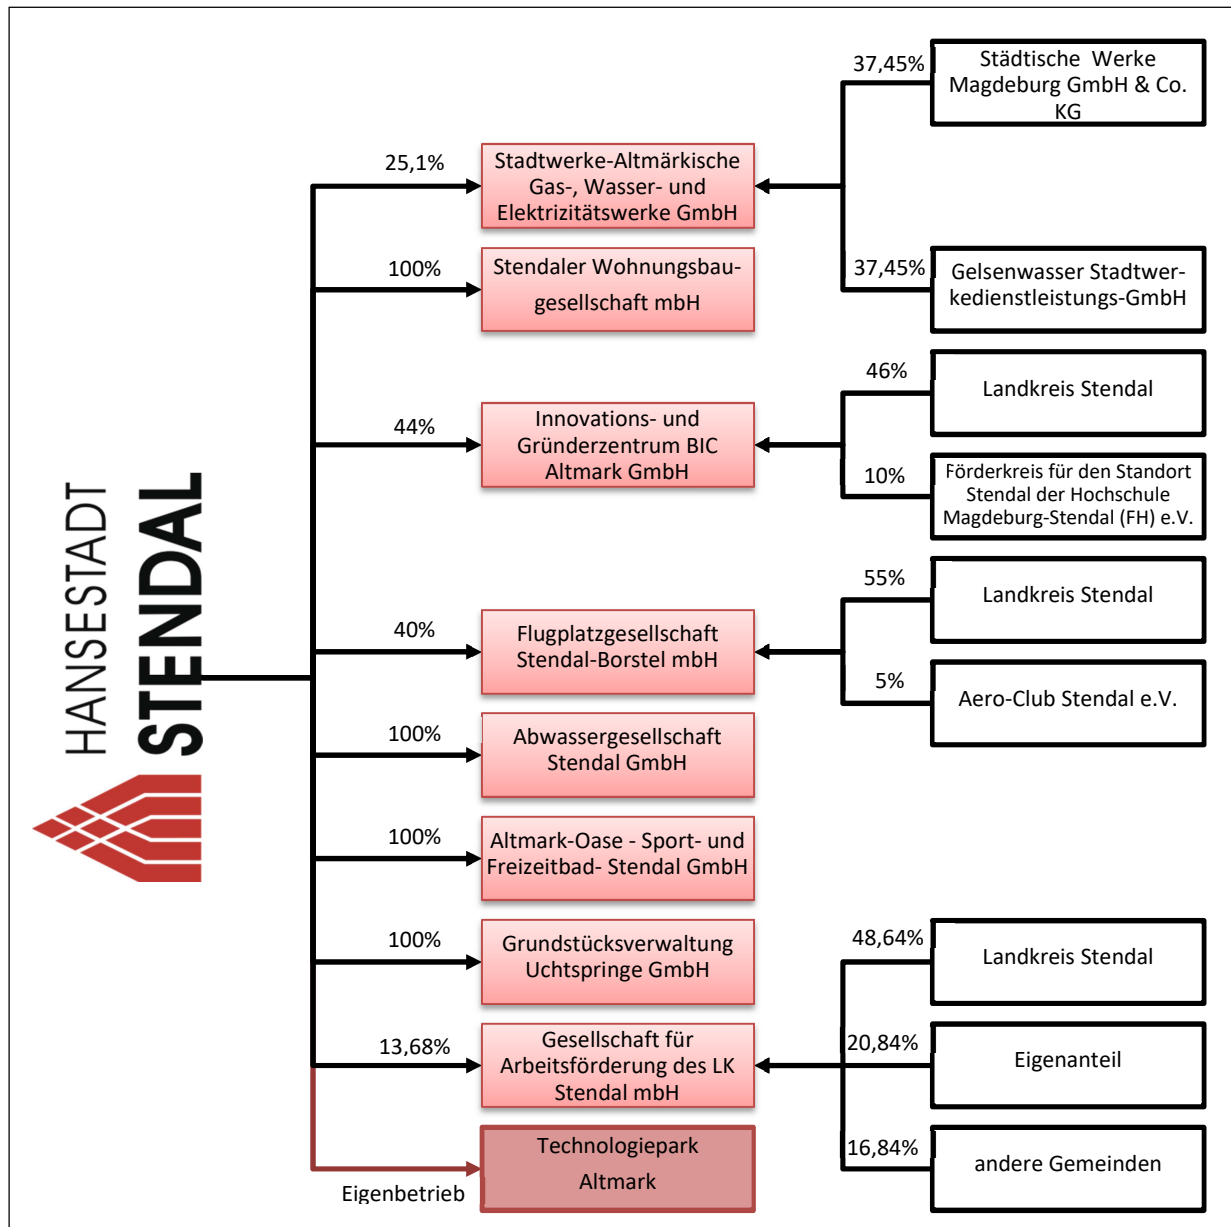 HANSESTADT
STENDAL
25,1%
Stadtwerke-Altmärkische
Gas-, Wasser- und
Elektrizitätswerke GmbH
37,45%
Städtische Werke
Magdeburg GmbH & Co.
KG
37,45%
Gelsenwasser Stadtwer-
kedienstleistungs-GmbH
100%
Stendaler Wohnungsbau-
gesellschaft mbH
44%
Innovations- und
Gründerzentrum BIC
Altmark GmbH
46%
Landkreis Stendal
10%
Förderkreis für den Standort
Stendal der Hochschule
Magdeburg-Stendal (FH) e.V.
40%
Flugplatzgesellschaft
Stendal-Borstel mbH
55%
Landkreis Stendal
5%
Aero-Club Stendal e.V.
100%
Abwassergesellschaft
Stendal GmbH
100%
Altmark-Oase - Sport- und
Freizeitbad- Stendal GmbH
100%
Grundstücksverwaltung
Uchtspringe GmbH
13,68%
Gesellschaft für
Arbeitsförderung des LK
Stendal mbH
48,64%
Landkreis Stendal
20,84%
Eigenanteil
16,84%
andere Gemeinden
Eigenbetrieb
Technologiepark
Altmark